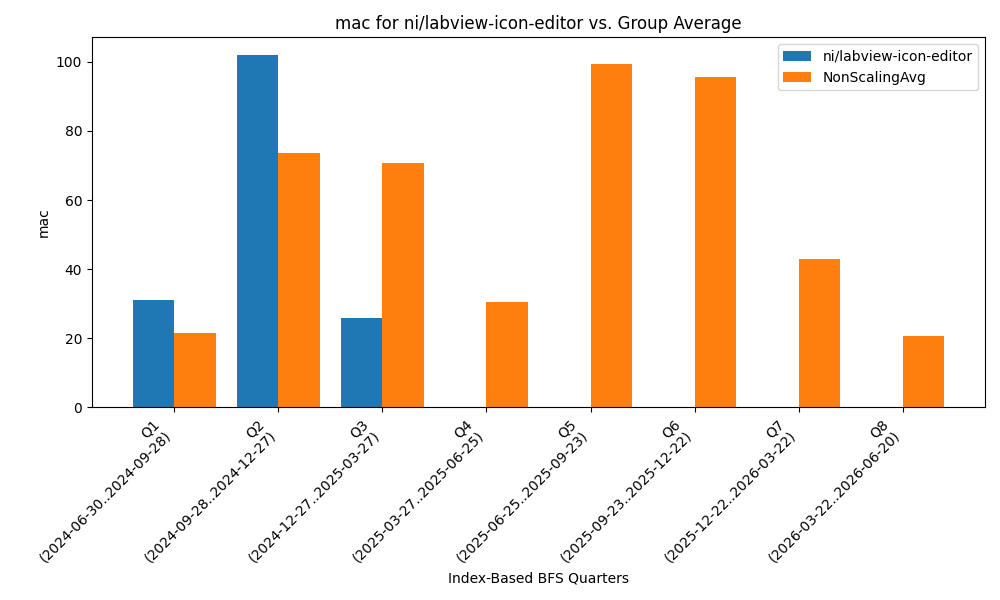 mac for ni/labview-icon-editor vs. Group Average
ni/labview-icon-editor
NonScalingAvg
mac
100
80
60
40
20
0
Q1
(2024-06-30..2024-09-28)
Q2
(2024-09-28..2024-12-27)
Q3
(2024-12-27..2025-03-27)
Q4
(2025-03-27..2025-06-25)
Q5
(2025-06-25..2025-09-23)
Q6
(2025-09-23..2025-12-22)
Q7
(2025-12-22..2026-03-22)
Q8
(2026-03-22..2026-06-20)
Index-Based BFS Quarters